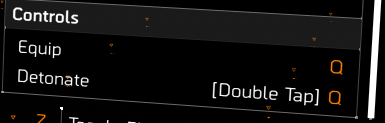 Controls
Equip Q
Detonate [Double Tap] Q
Z